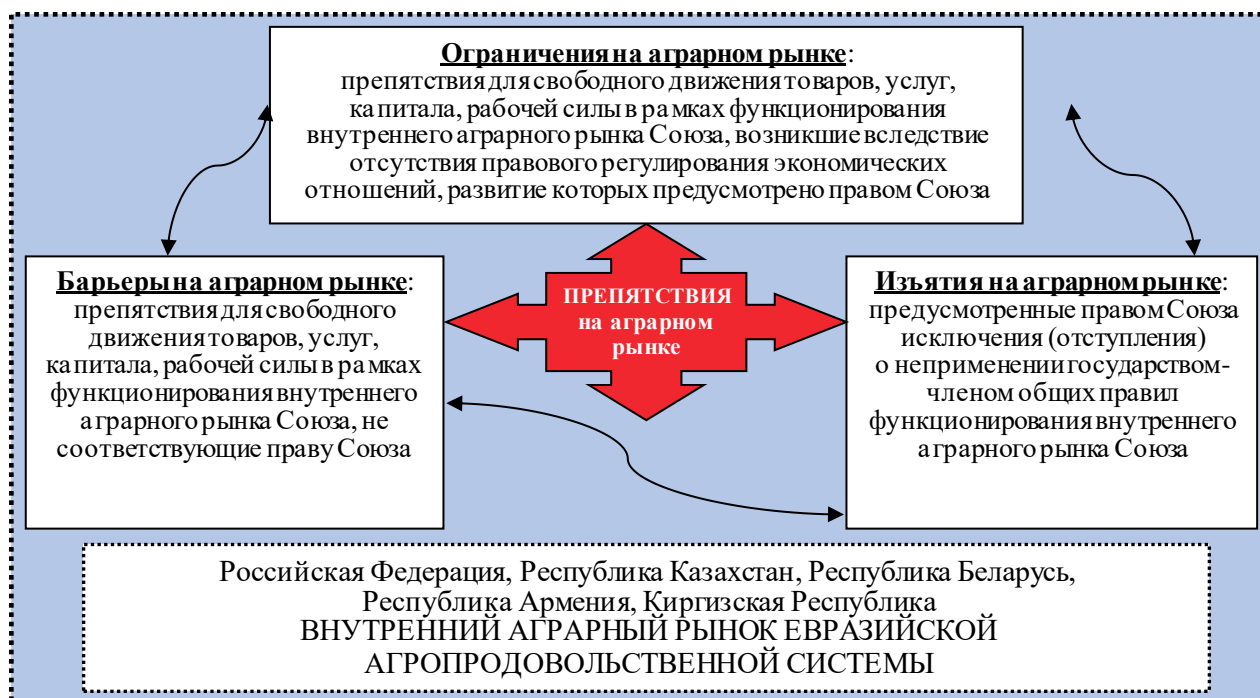 Ограничения на аграрном рынке:
препятствия для свободного движения товаров, услуг,
капитала, рабочей силы в рамках функционирования
внутреннего аграрного рынка Союза, возникшие вследствие
отсутствия правового регулирования экономических
отношений, развитие которых предусмотрено правом Союза
Барьеры на аграрном рынке:
препятствия для свободного
движения товаров, услуг,
капитала, рабочей силы в рамках
функционирования внутреннего
аграрного рынка Союза, не
соответствующие праву Союза
ПРЕПЯТСТВИЯ
на аграрном
рынке
Изъятия на аграрном рынке:
предусмотренные правом Союза
исключения (отступления)
о неприменении государством-
членом общих правил
функционирования внутреннего
аграрного рынка Союза
Российская Федерация, Республика Казахстан, Республика Беларусь,
Республика Армения, Киргизская Республика
ВНУТРЕННИЙ АГРАРНЫЙ РЫНОК ЕВРАЗИЙСКОЙ
АГРОПРОДОВОЛЬСТВЕННОЙ СИСТЕМЫ